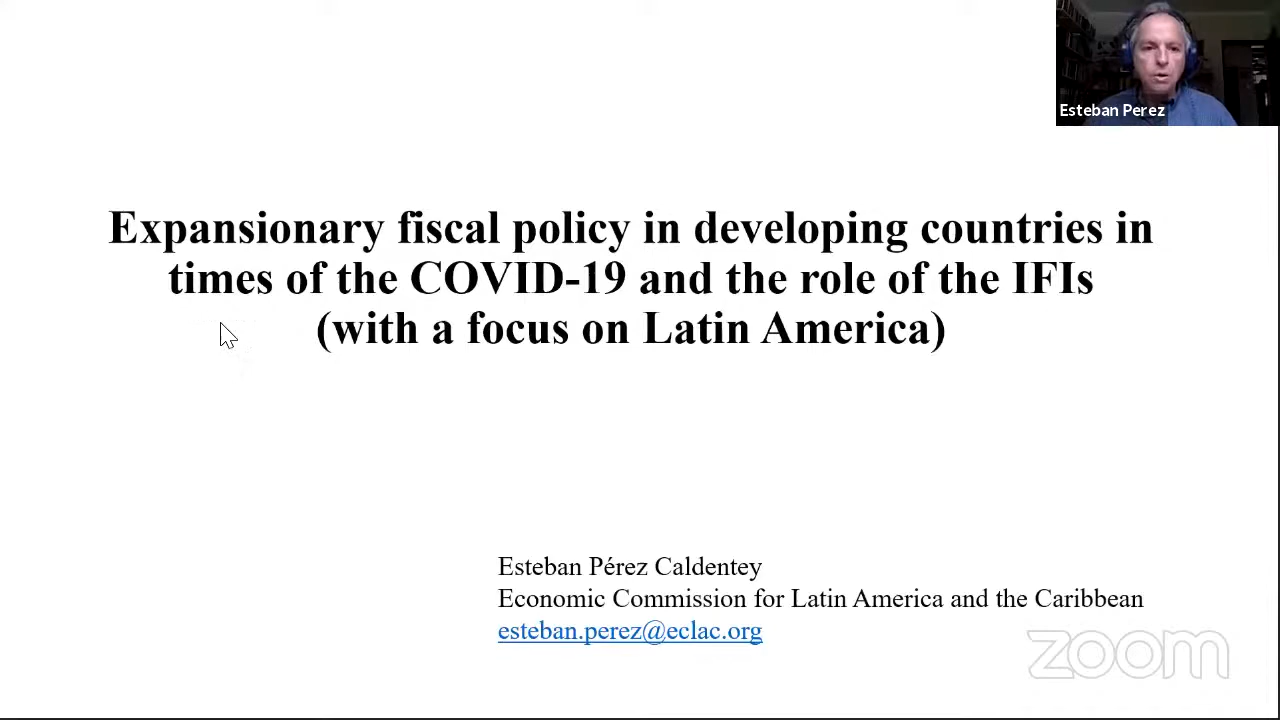 Esteban Perez
Expansionary fiscal policy in developing countries in
times of the COVID-19 and the role of the IFIs
(with a focus on Latin America)
Esteban Pérez Caldentey
Economic Commission for Latin America and the Caribbean
esteban.perez@eclac.org
zoom